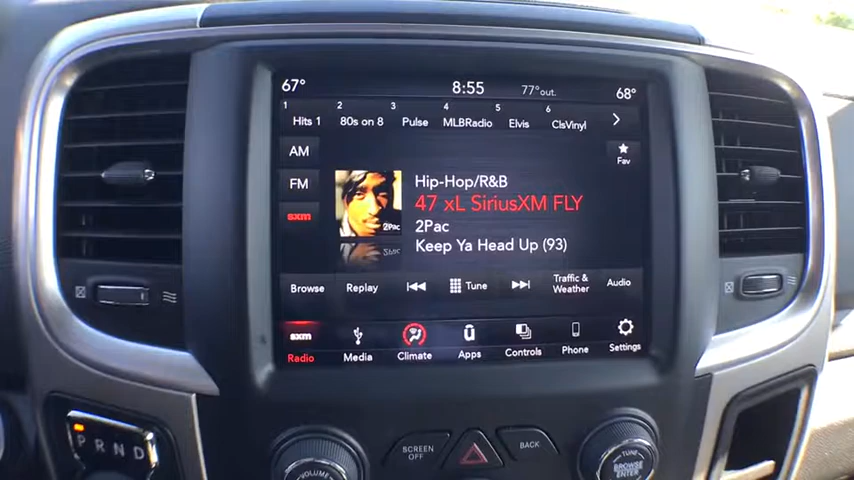 67° 8:55 77°out. 68°
1 2 3 4 5 6
Hits 1 80s on 8 Pulse MLBRadio Elvis ClsVinyl
AM
Fav
FM
sxm
2Pac
Hip-Hop/R&B
47 xL SiriusXM FLY
2Pac
Keep Ya Head Up (93)
Browse Replay Tune Traffic & Weather Audio
sxm
Radio Media Climate Apps Controls Phone Settings
P R N D
VOLUME
SCREEN OFF
BACK
TUNE
BROWSE
ENTER